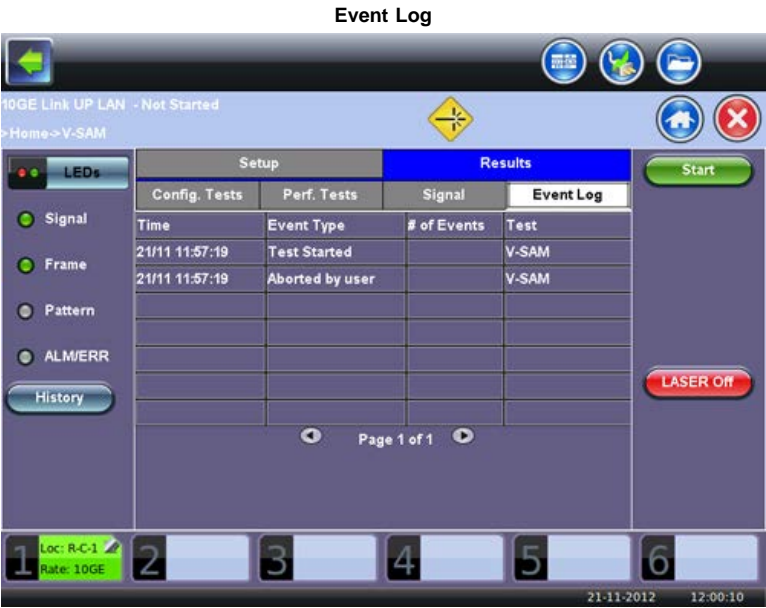 Event Log
10GE Link UP LAN - Not Started
>Home->V-SAM
LEDs
Setup
Results
Start
Config. Tests
Perf. Tests
Signal
Event Log
Signal
Frame
Pattern
ALM/ERR
History
Time Event Type # of Events Test
21/11 11:57:19 Test Started V-SAM
21/11 11:57:19 Aborted by user V-SAM
Page 1 of 1
LASER Off
1
Loc: R-C-1
Rate: 10GE
2
3
4
5
6
21-11-2012 12:00:10